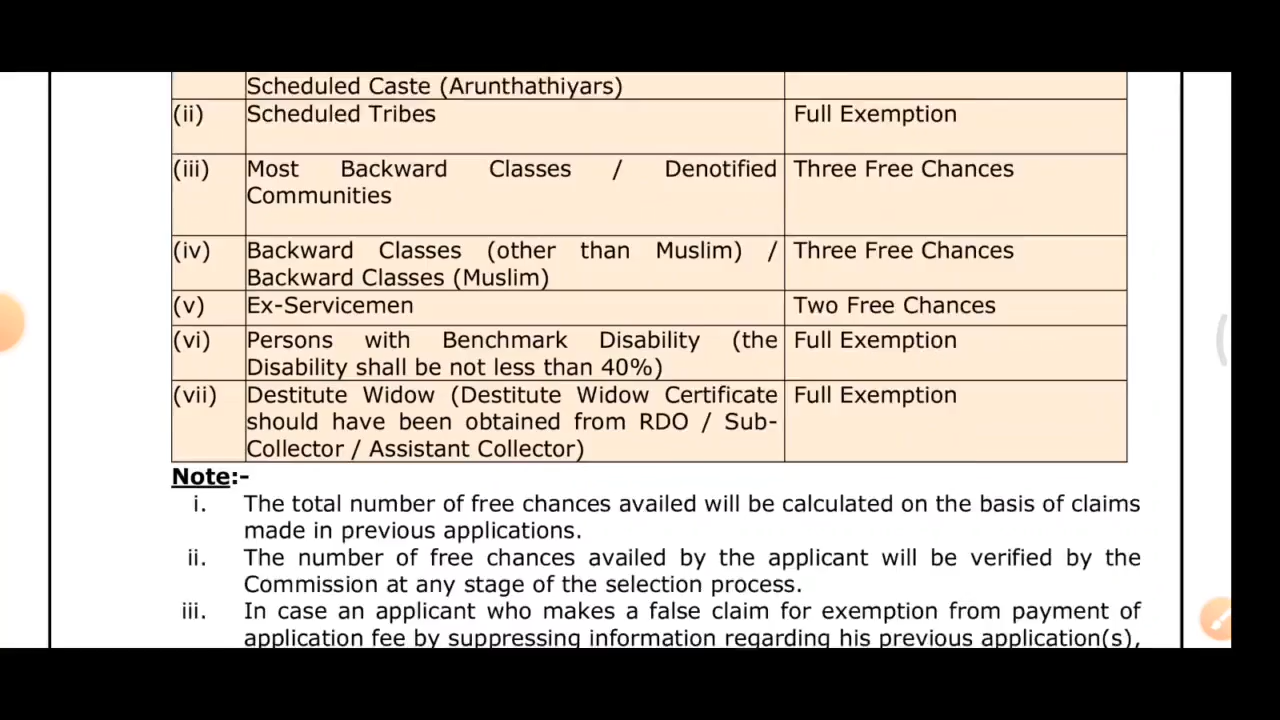 Scheduled Caste (Arunthathiyars)
(ii) Scheduled Tribes Full Exemption
(iii) Most Backward Classes / Denotified Three Free Chances
Communities
(iv) Backward Classes (other than Muslim) / Three Free Chances
Backward Classes (Muslim)
(v) Ex-Servicemen Two Free Chances
(vi) Persons with Benchmark Disability (the Full Exemption
Disability shall be not less than 40%)
(vii) Destitute Widow (Destitute Widow Certificate Full Exemption
should have been obtained from RDO / Sub-
Collector / Assistant Collector)
Note:-
i. The total number of free chances availed will be calculated on the basis of claims
made in previous applications.
ii. The number of free chances availed by the applicant will be verified by the
Commission at any stage of the selection process.
iii. In case an applicant who makes a false claim for exemption from payment of
application fee by suppressing information regarding his previous application(s),